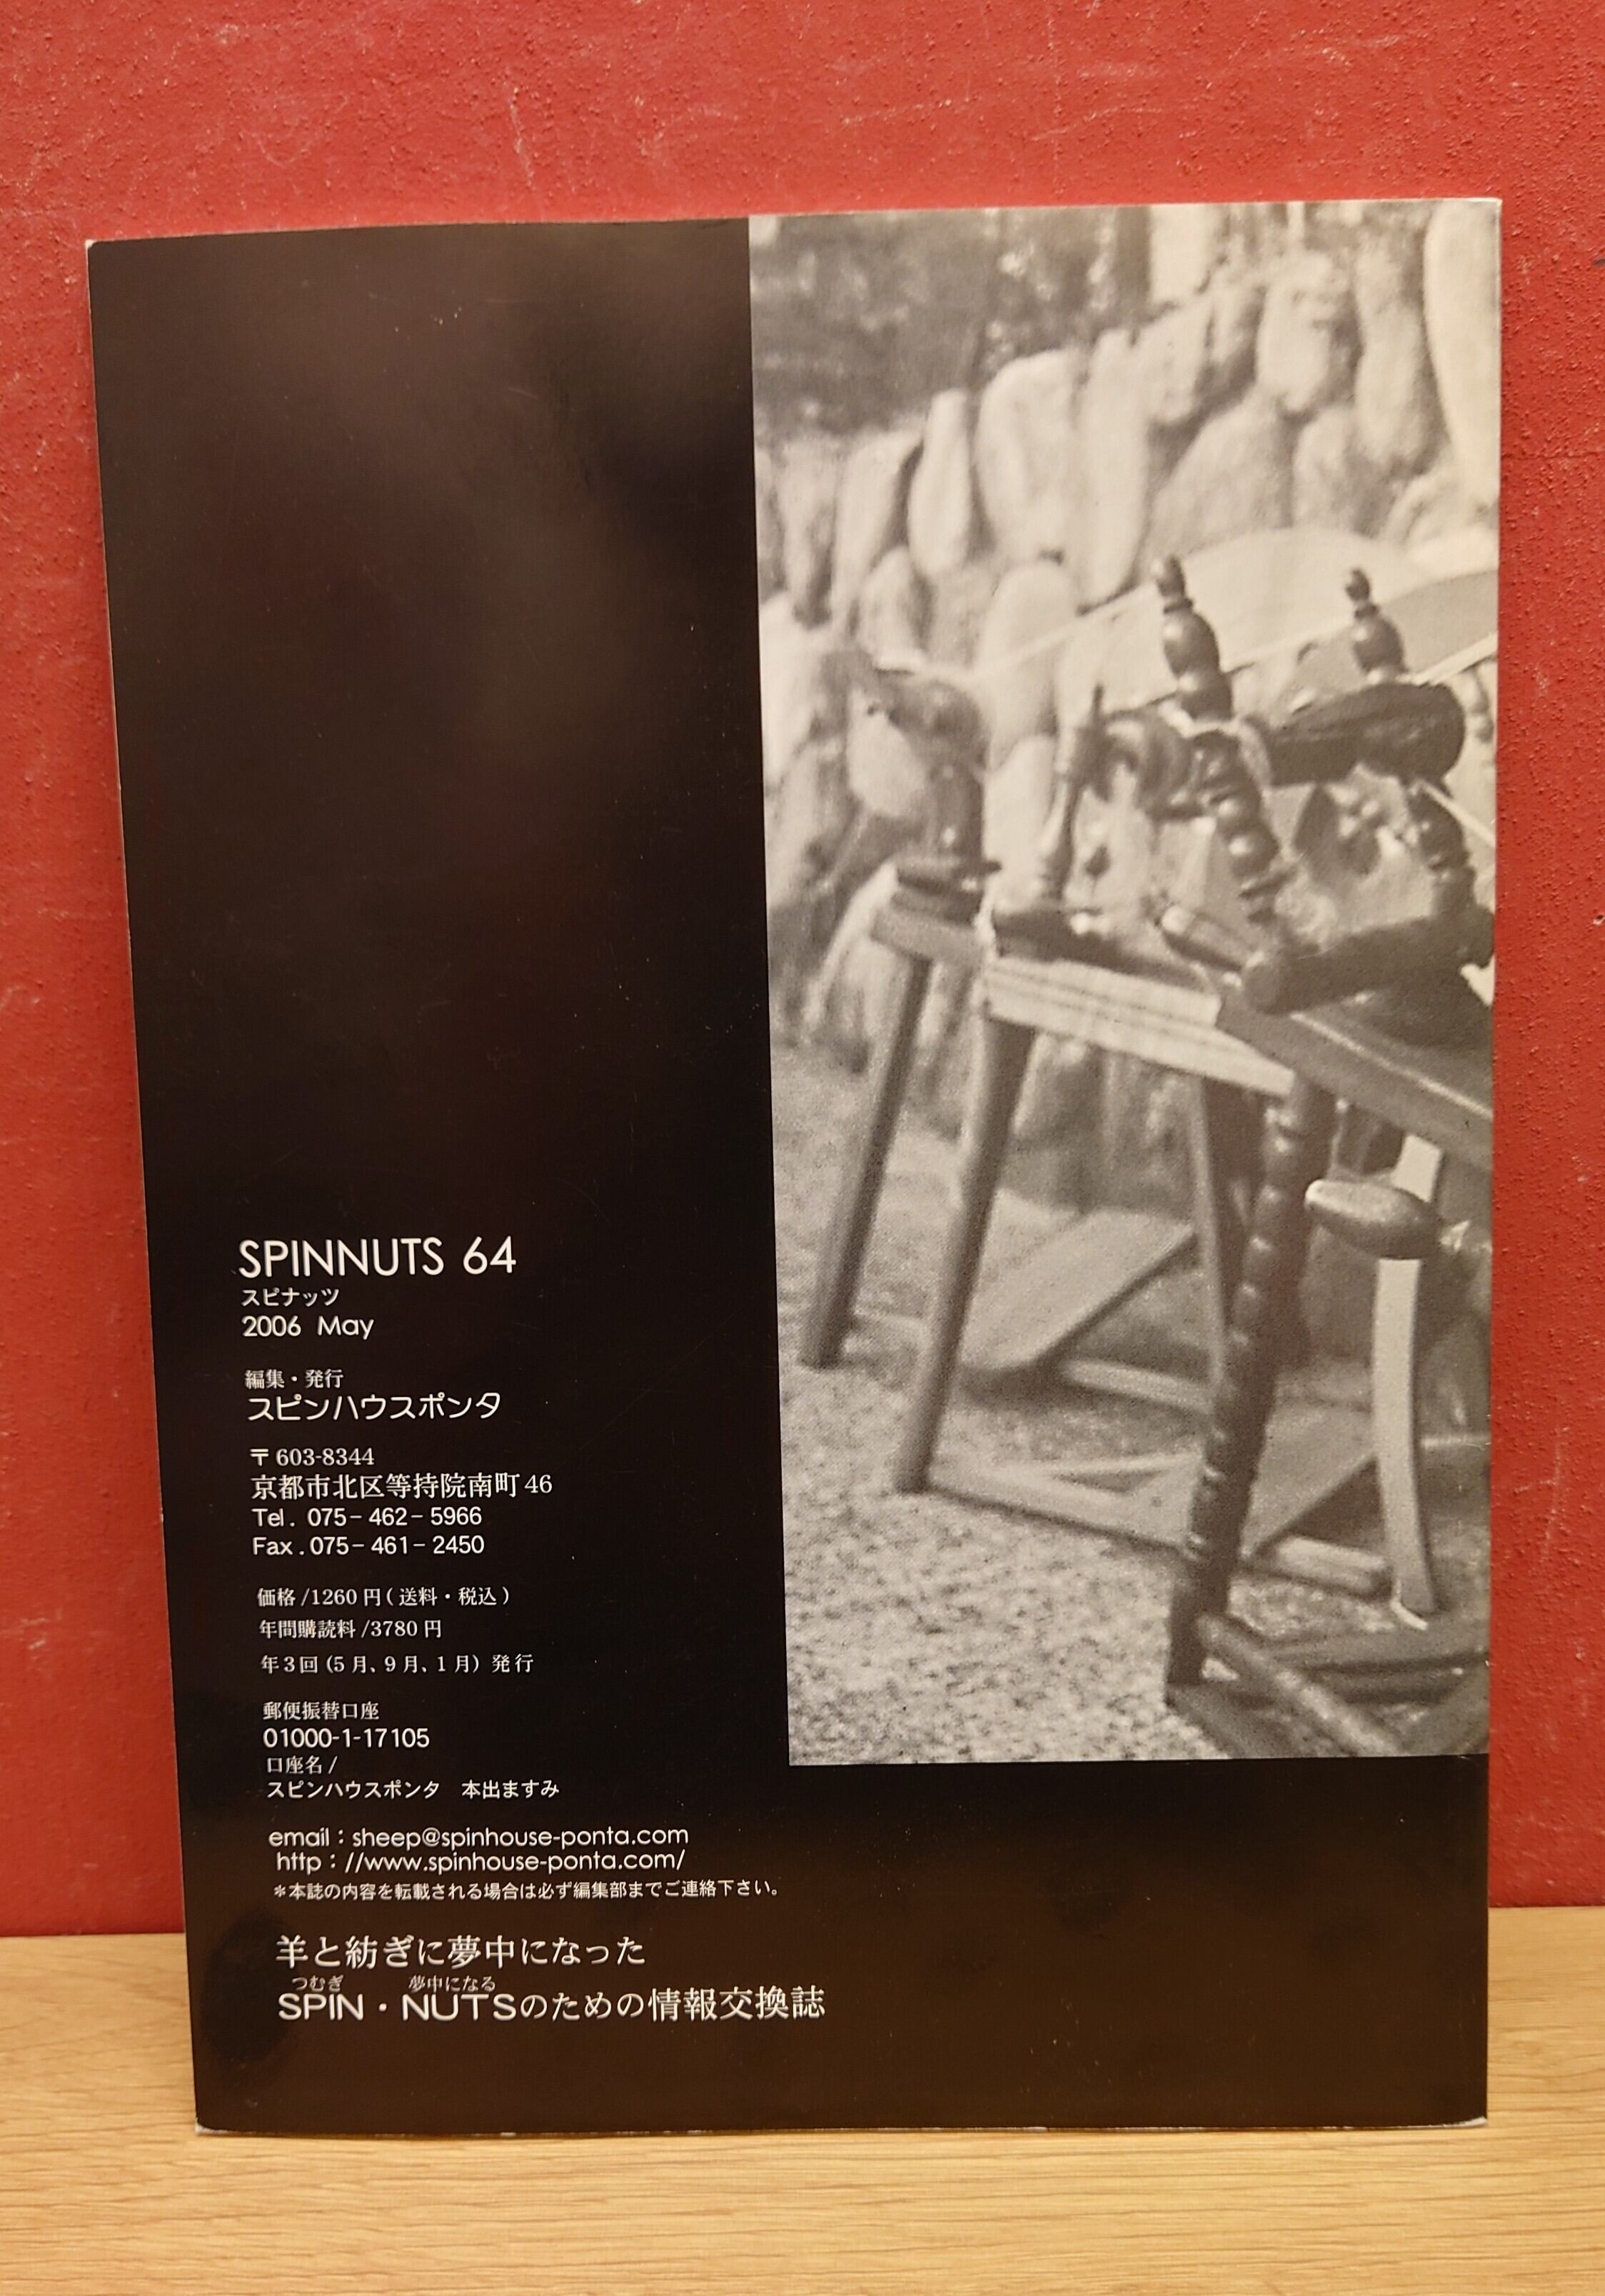 SPINNUTS 64
スピナッツ
2006 May
編集・発行
スピンハウスポンタ
〒603-8344
京都市北区等持院南町46
Tel. 075-462-5966
Fax.075-461-2450
価格/1260円(送料・税込)
年間購読料/3780円
年3回(5月、9月、1月)発行
郵便振替口座
01000-1-17105
口座名/
スピンハウスポンタ 本出ますみ
email:sheep@spinhouse-ponta.com
http://www.spinhouse-ponta.com/
*本誌の内容を転載される場合は必ず編集部までご連絡下さい。
羊と紡ぎに夢中になった
つむぎ 夢中になる
SPIN・NUTSのための情報交換誌